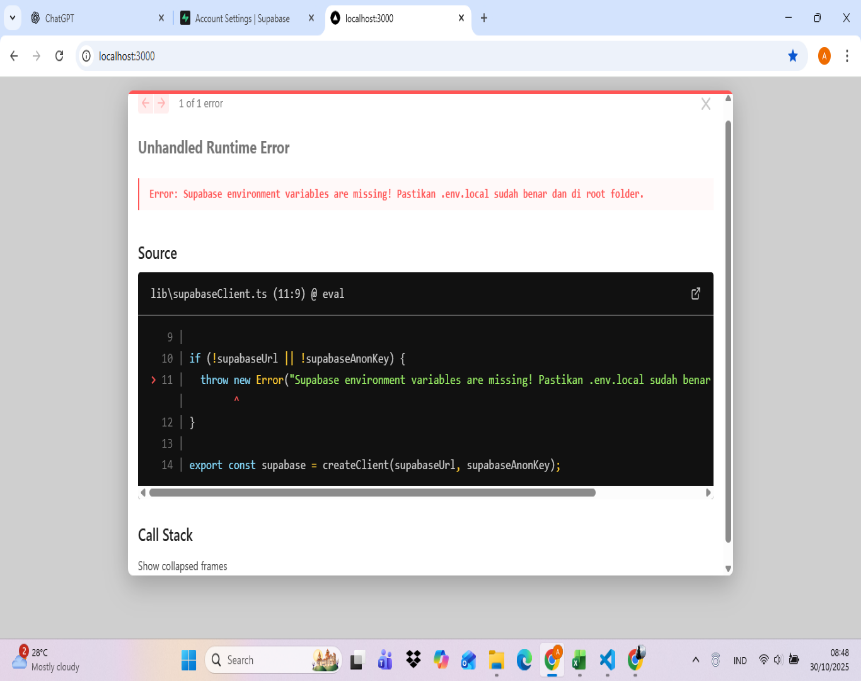 ChatGPT
Account Settings | Supabase
localhost:3000
localhost:3000
A
1 of 1 error
Unhandled Runtime Error
Error: Supabase environment variables are missing! Pastikan .env.local sudah benar dan di root folder.
Source
lib\supabaseClient.ts (11:9) @ eval
9 |
10 | if (!supabaseUrl || !supabaseAnonKey) {
> 11 | throw new Error("Supabase environment variables are missing! Pastikan .env.local sudah benar
| ^
12 | }
13 |
14 | export const supabase = createClient(supabaseUrl, supabaseAnonKey);
Call Stack
Show collapsed frames
2
28°C
Mostly cloudy
Search
IND
08:48
30/10/2025